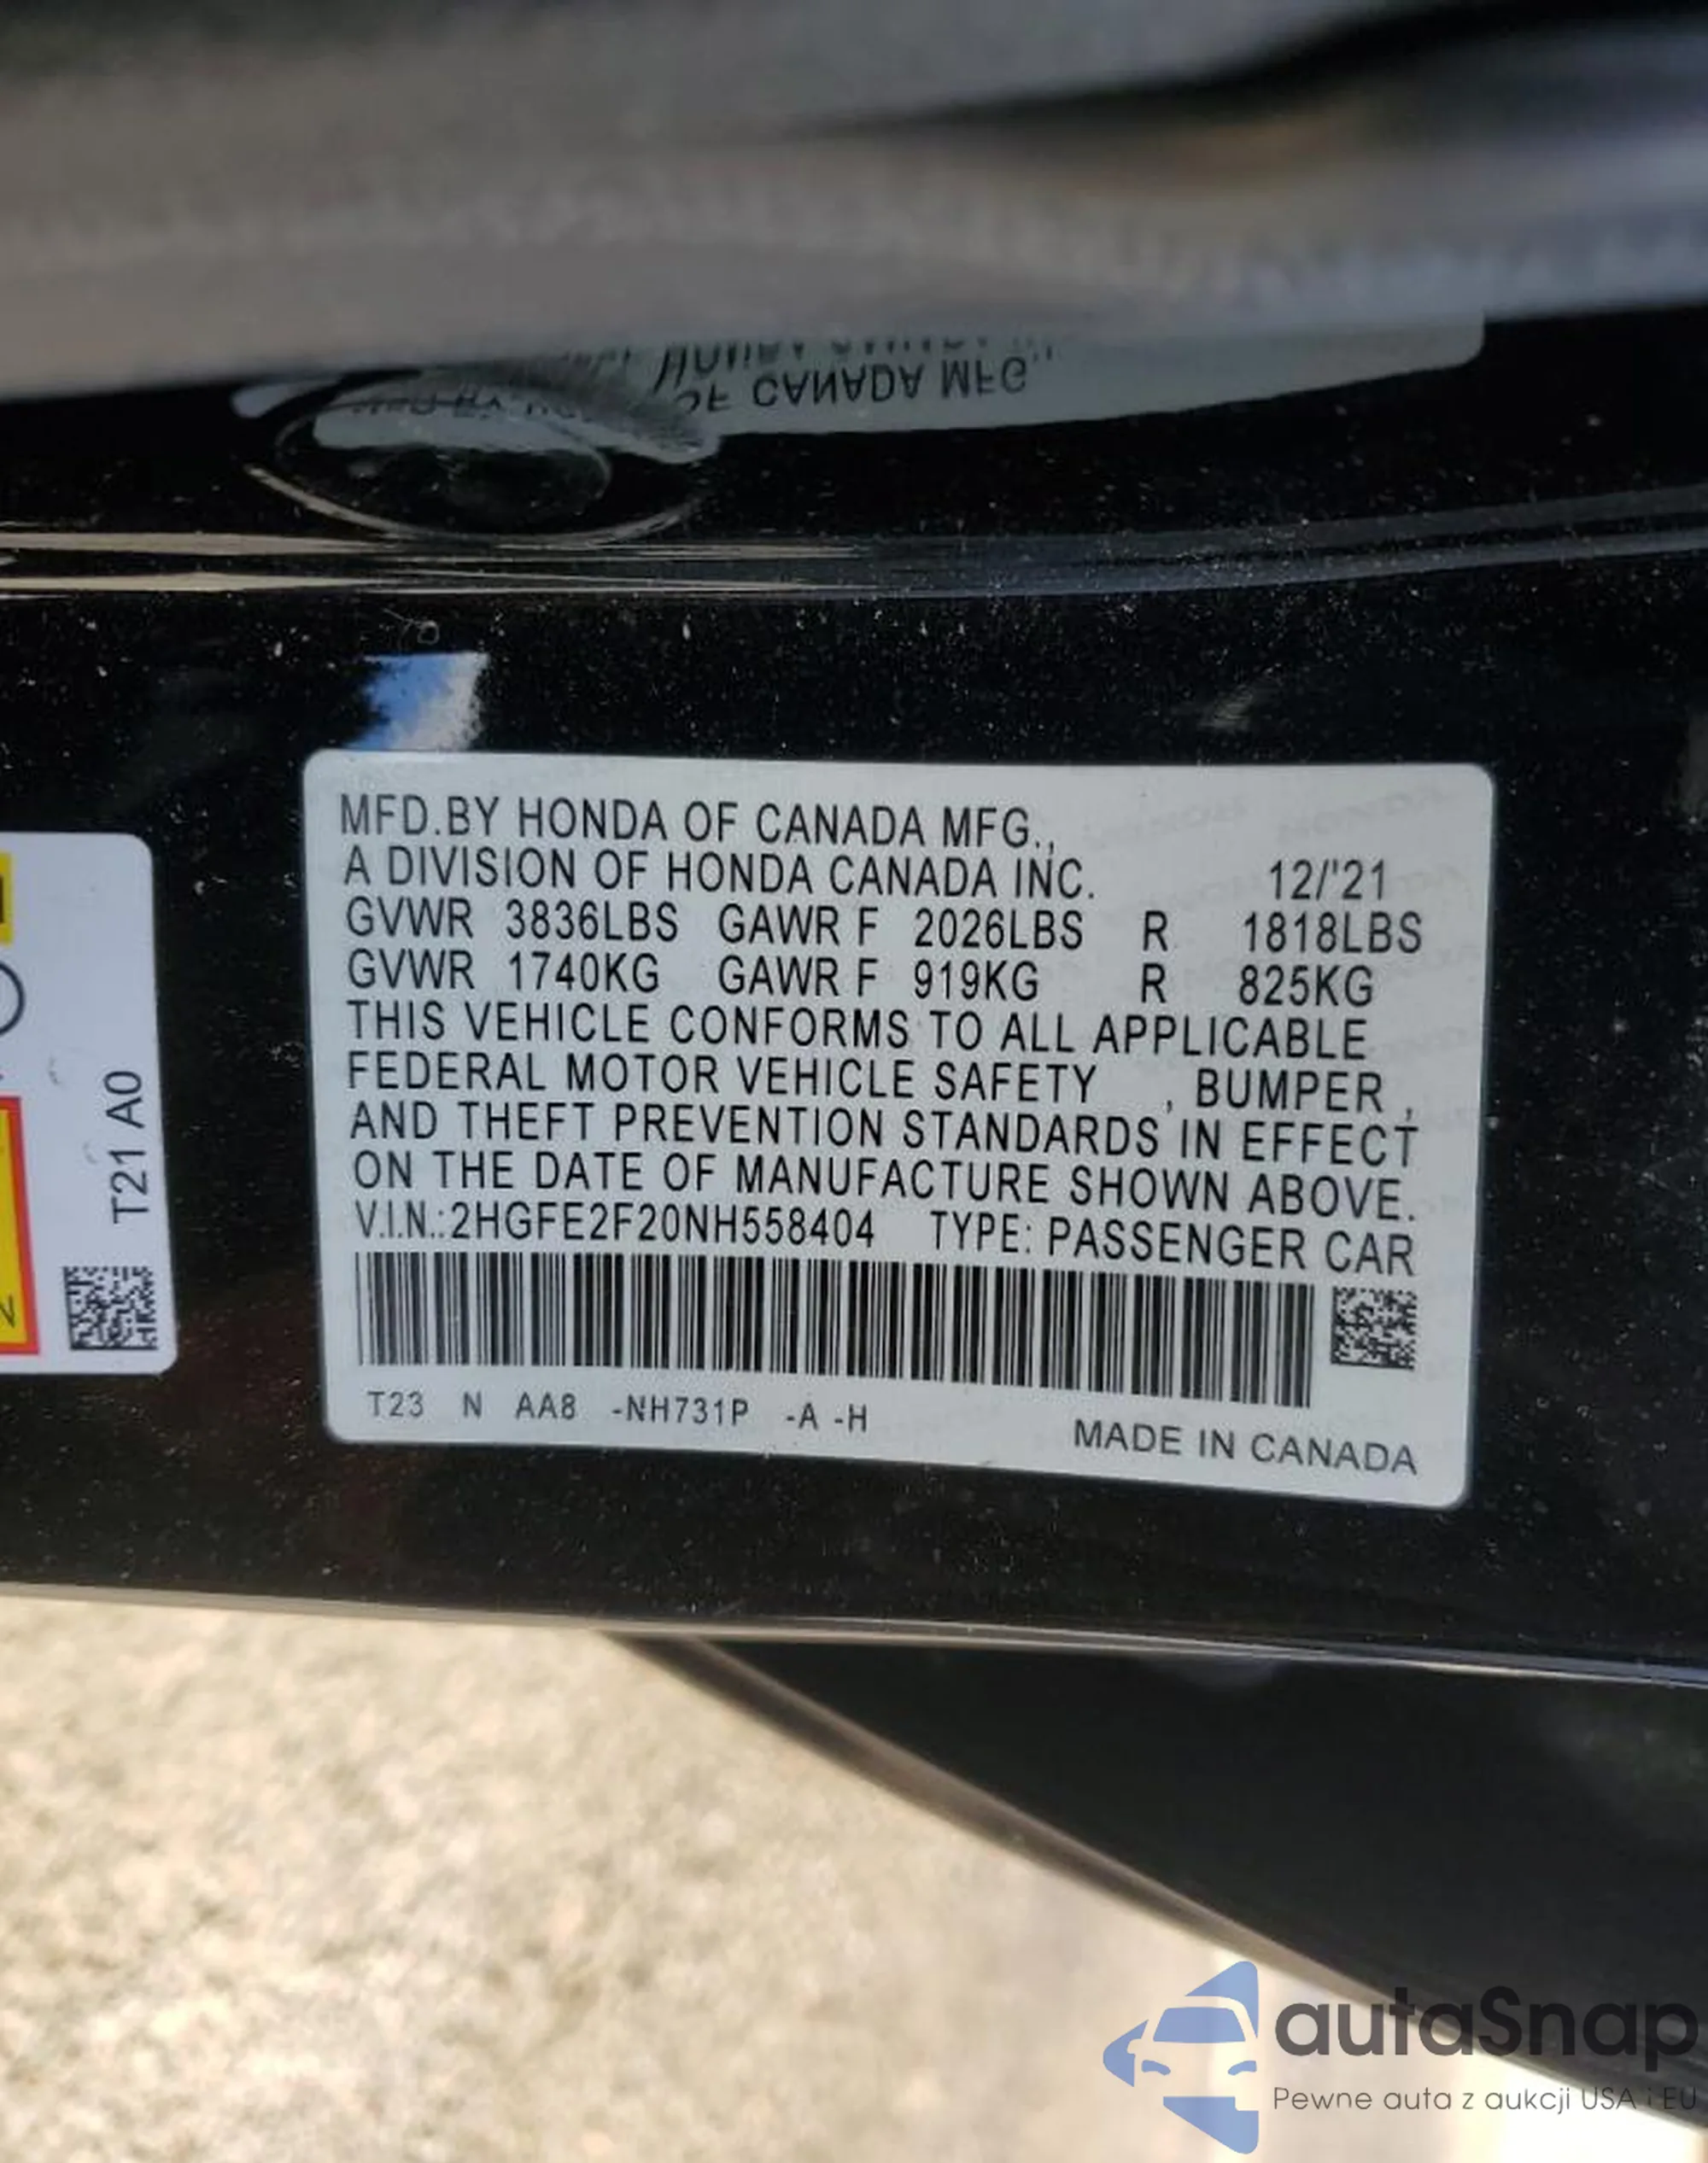 OF CANADA MFG.,
MFD.BY HONDA OF CANADA MFG.,
A DIVISION OF HONDA CANADA INC. 12/'21
GVWR 3836LBS GAWR F 2026LBS R 1818LBS
GVWR 1740KG GAWR F 919KG R 825KG
THIS VEHICLE CONFORMS TO ALL APPLICABLE
FEDERAL MOTOR VEHICLE SAFETY , BUMPER ,
AND THEFT PREVENTION STANDARDS IN EFFECT
ON THE DATE OF MANUFACTURE SHOWN ABOVE.
V.I.N.:2HGFE2F20NH558404 TYPE: PASSENGER CAR
T23 N AA8 -NH731P -A -H
MADE IN CANADA
T21 A0
autaSnap
Pewne auta z aukcji USA i EU